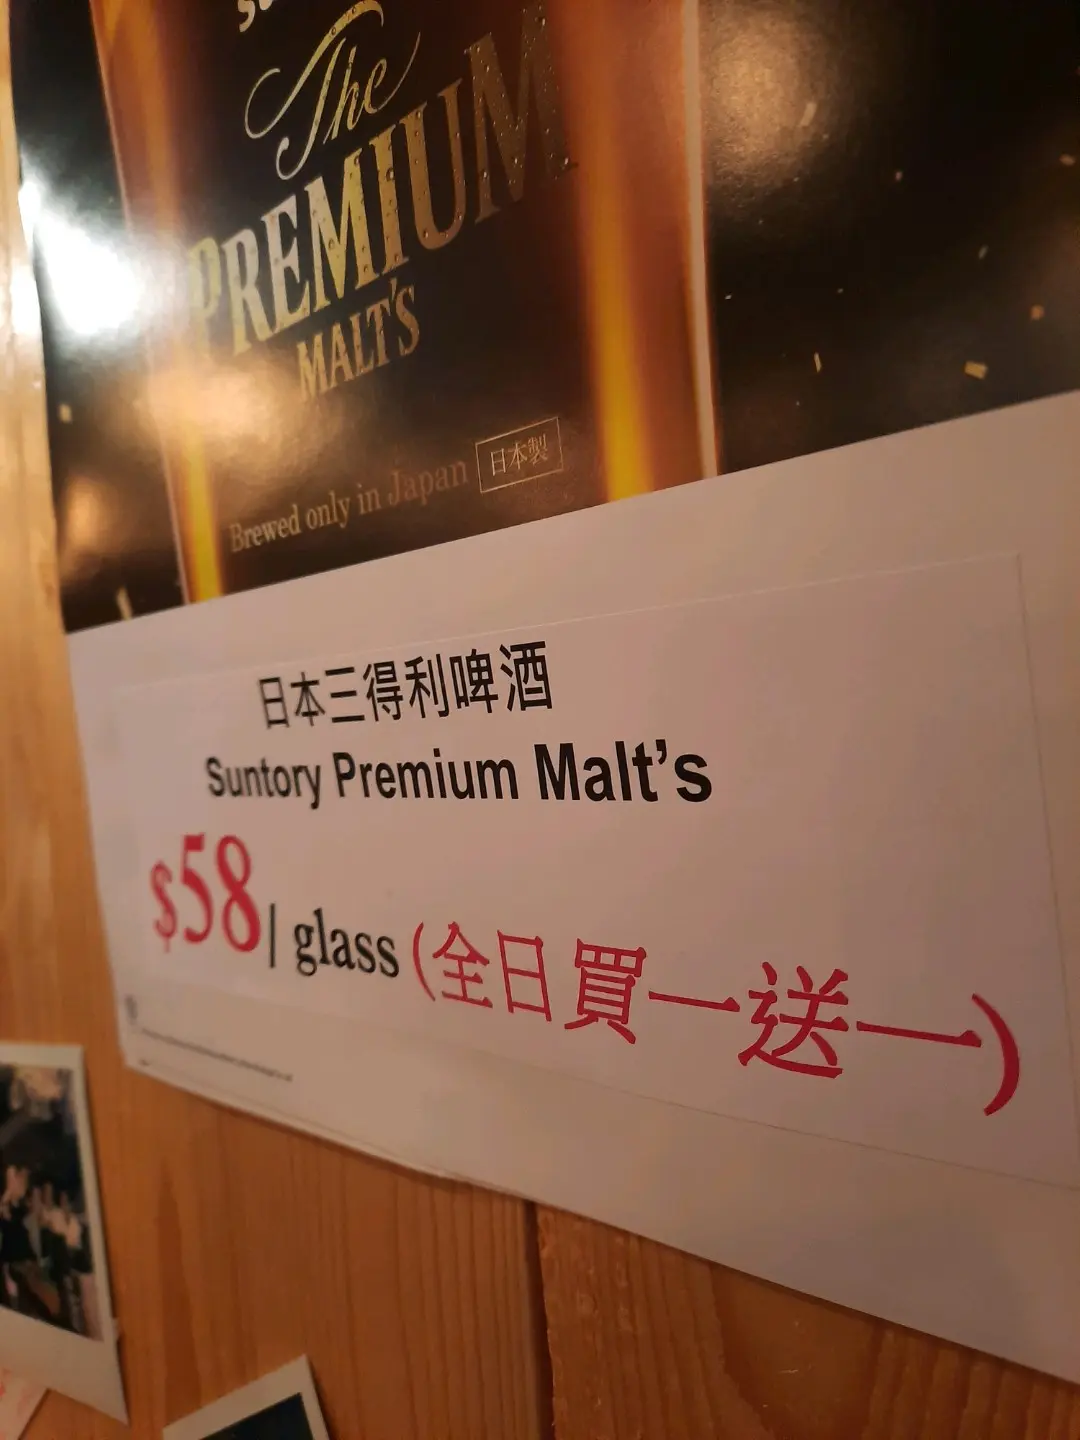 The
PREMIUM
MALT'S
Brewed only in Japan 日本製
日本三得利啤酒
Suntory Premium Malt's
$58/ glass (全日買一送一)